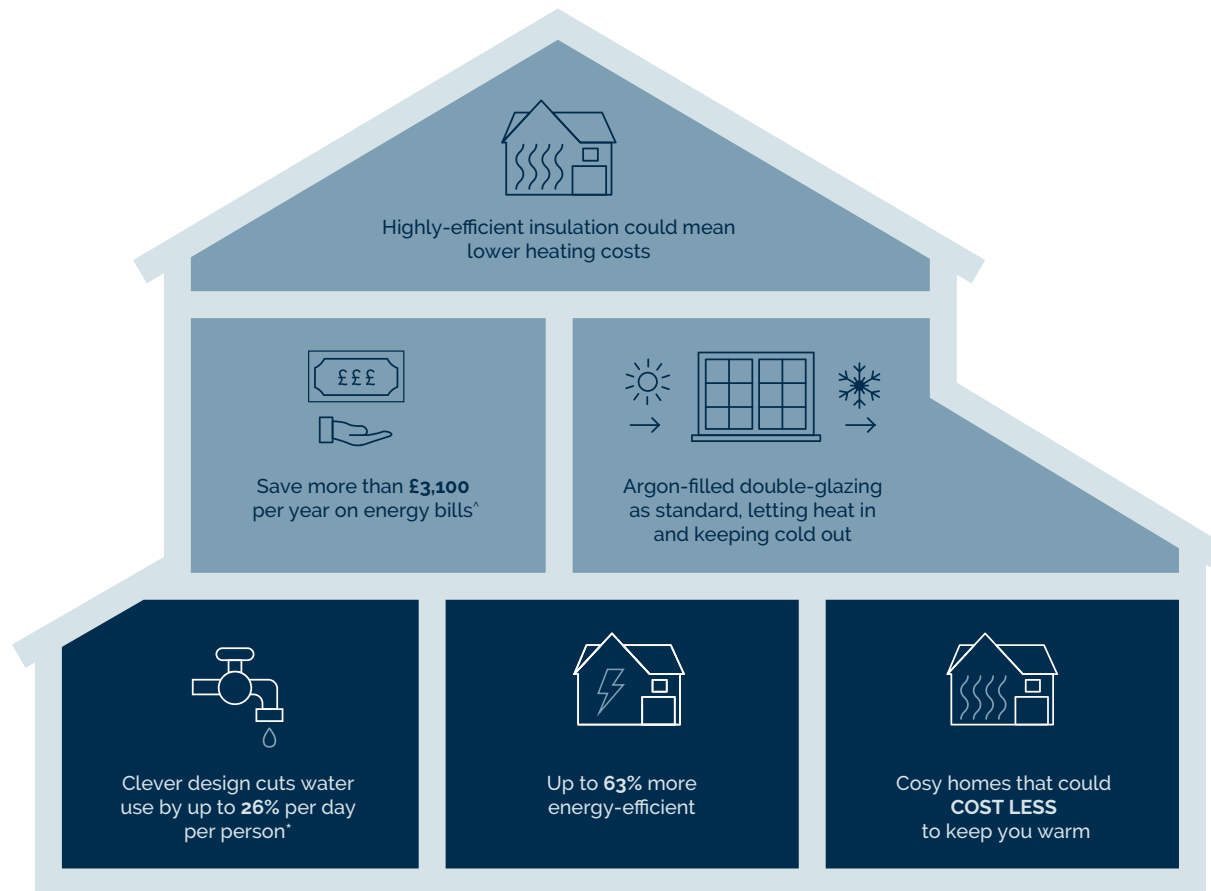 Highly-efficient insulation could mean
lower heating costs
£££
Save more than £3,100
per year on energy bills^
Argon-filled double-glazing
as standard, letting heat in
and keeping cold out
Clever design cuts water
use by up to 26% per day
per person*
Up to 63% more
energy-efficient
Cosy homes that could
COST LESS
to keep you warm